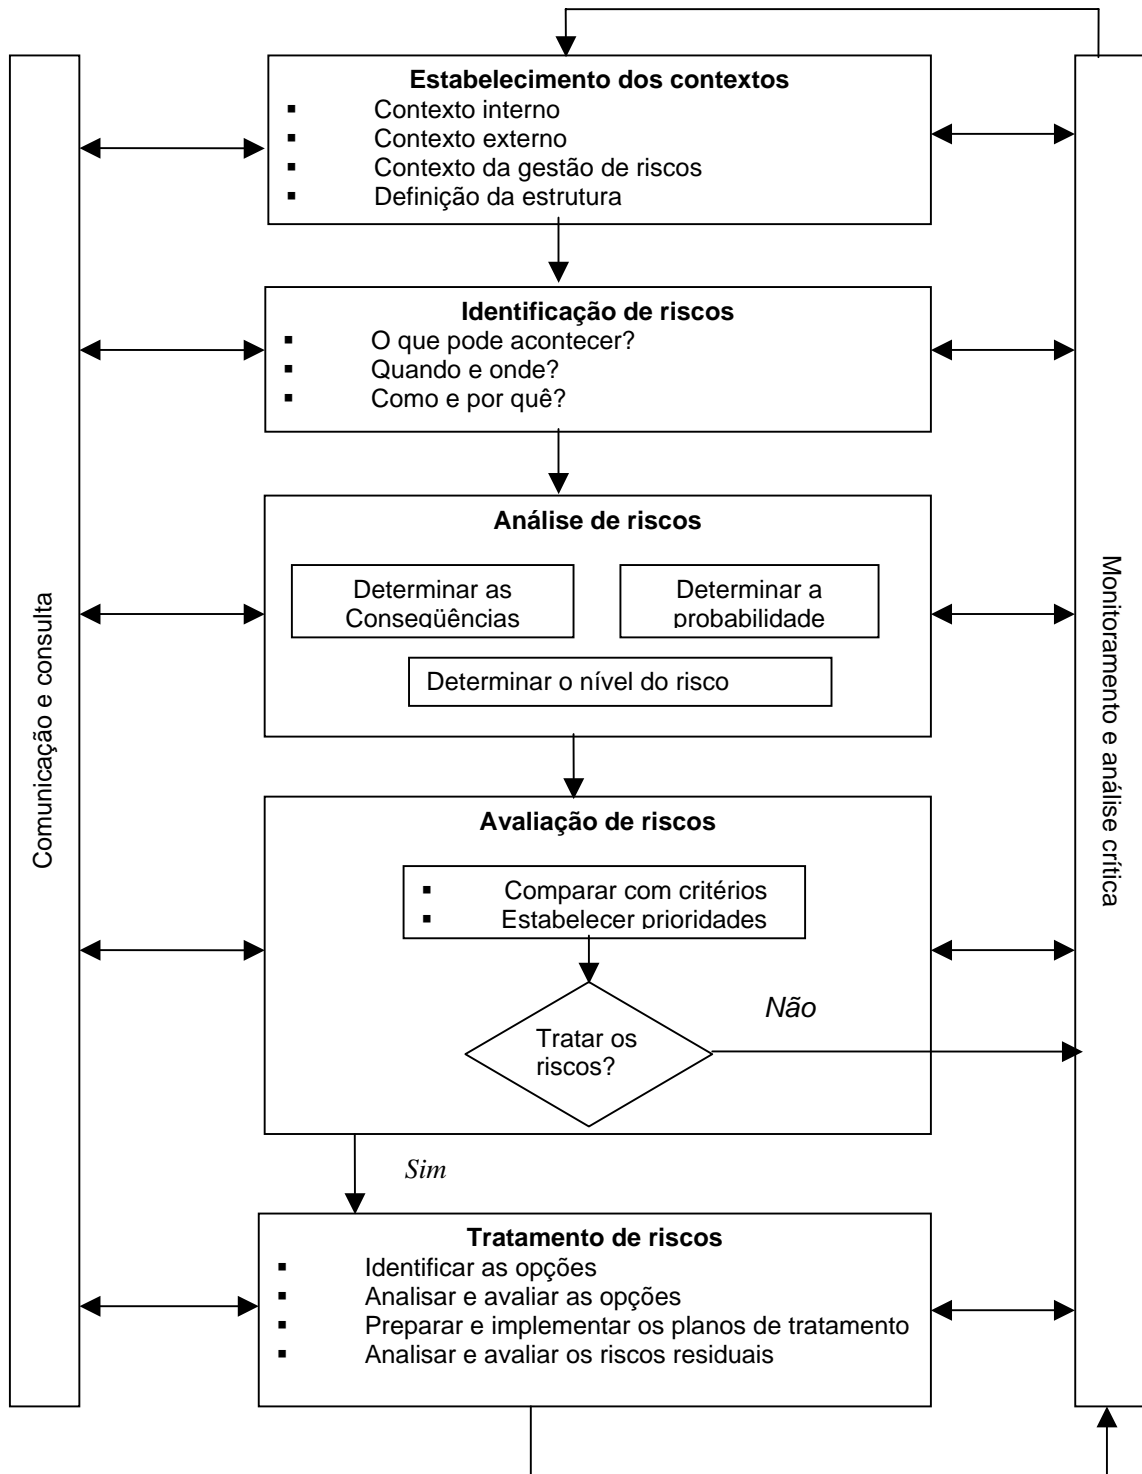 Estabelecimento dos contextos
▪ Contexto interno
▪ Contexto externo
▪ Contexto da gestão de riscos
▪ Definição da estrutura
Identificação de riscos
▪ O que pode acontecer?
▪ Quando e onde?
▪ Como e por quê?
Análise de riscos
Determinar as
Conseqüências
Determinar a
probabilidade
Determinar o nível do risco
Avaliação de riscos
▪ Comparar com critérios
▪ Estabelecer prioridades
Tratar os
riscos?
Não
Sim
Tratamento de riscos
▪ Identificar as opções
▪ Analisar e avaliar as opções
▪ Preparar e implementar os planos de tratamento
▪ Analisar e avaliar os riscos residuais
Comunicação e consulta
Monitoramento e análise crítica